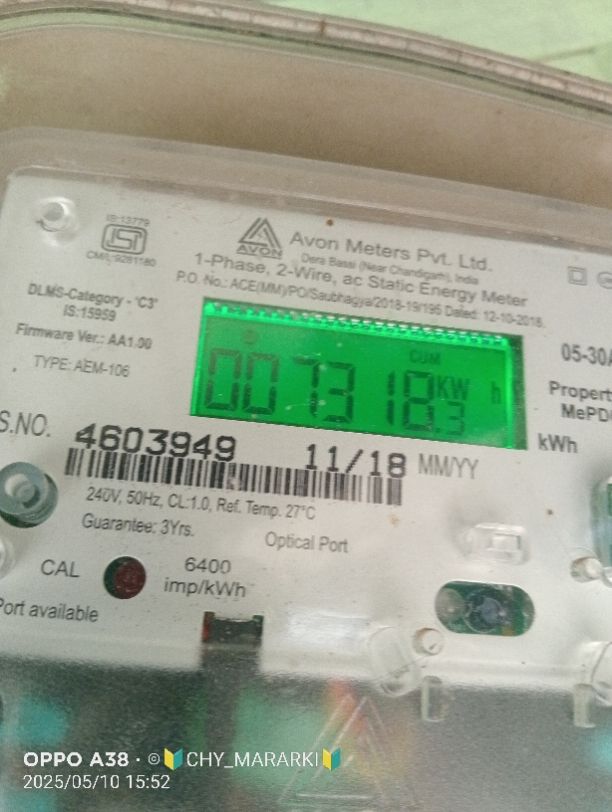 IS:13779
CM/L:9281180
AVON
Avon Meters Pvt. Ltd.
Dera Bassi (Near Chandigarh), India
1-Phase, 2-Wire, ac Static Energy Meter
P.O. No.: ACE(MM)/PO/Saubhagya/2018-19/195 Dated: 12-10-2018
DLMS-Category - 'C3'
IS:15959
Firmware Ver.: AA1.00
TYPE: AEM-106
CUM
007318.3 KW h
05-30A
Property
MePD
kWh
S.NO. 4603949 11/18 MM/YY
240V, 50Hz, CL:1.0, Ref. Temp. 27°C
Guarantee: 3Yrs.
Optical Port
CAL
6400
imp/kWh
Port available
OPPO A38 · ©🔰CHY_MARARKI🔰
2025/05/10 15:52